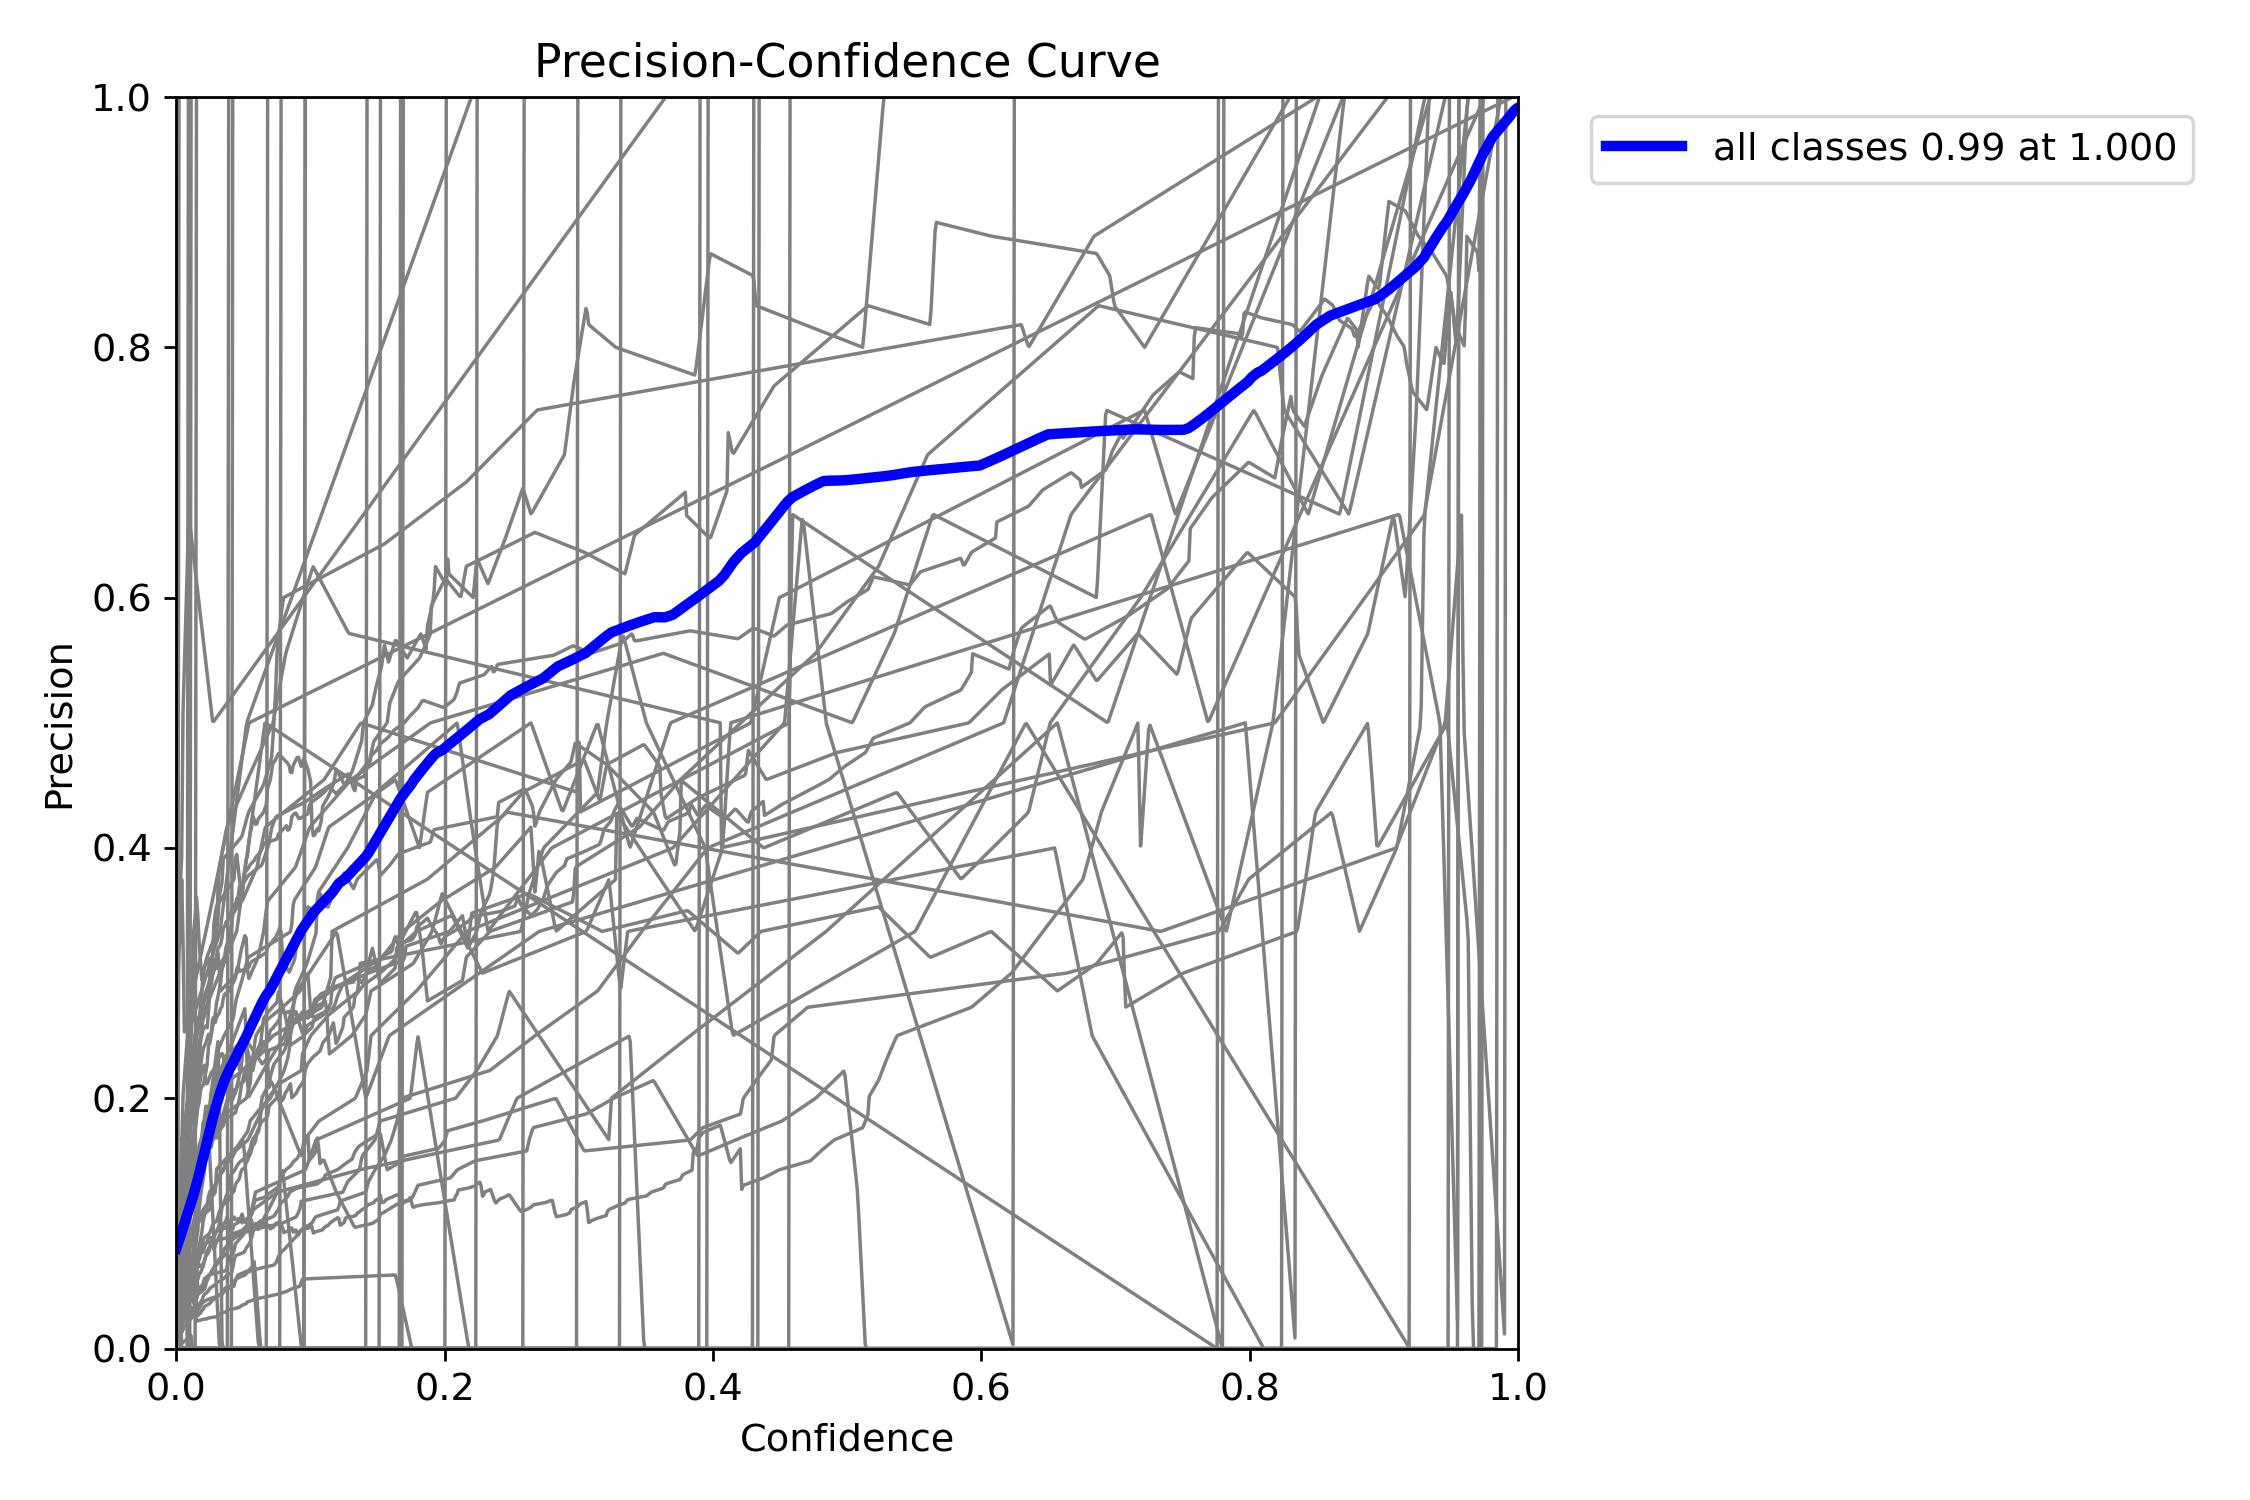 Precision-Confidence Curve
all classes 0.99 at 1.000
Precision
1.0
0.8
0.6
0.4
0.2
0.0
0.0 0.2 0.4 0.6 0.8 1.0
Confidence